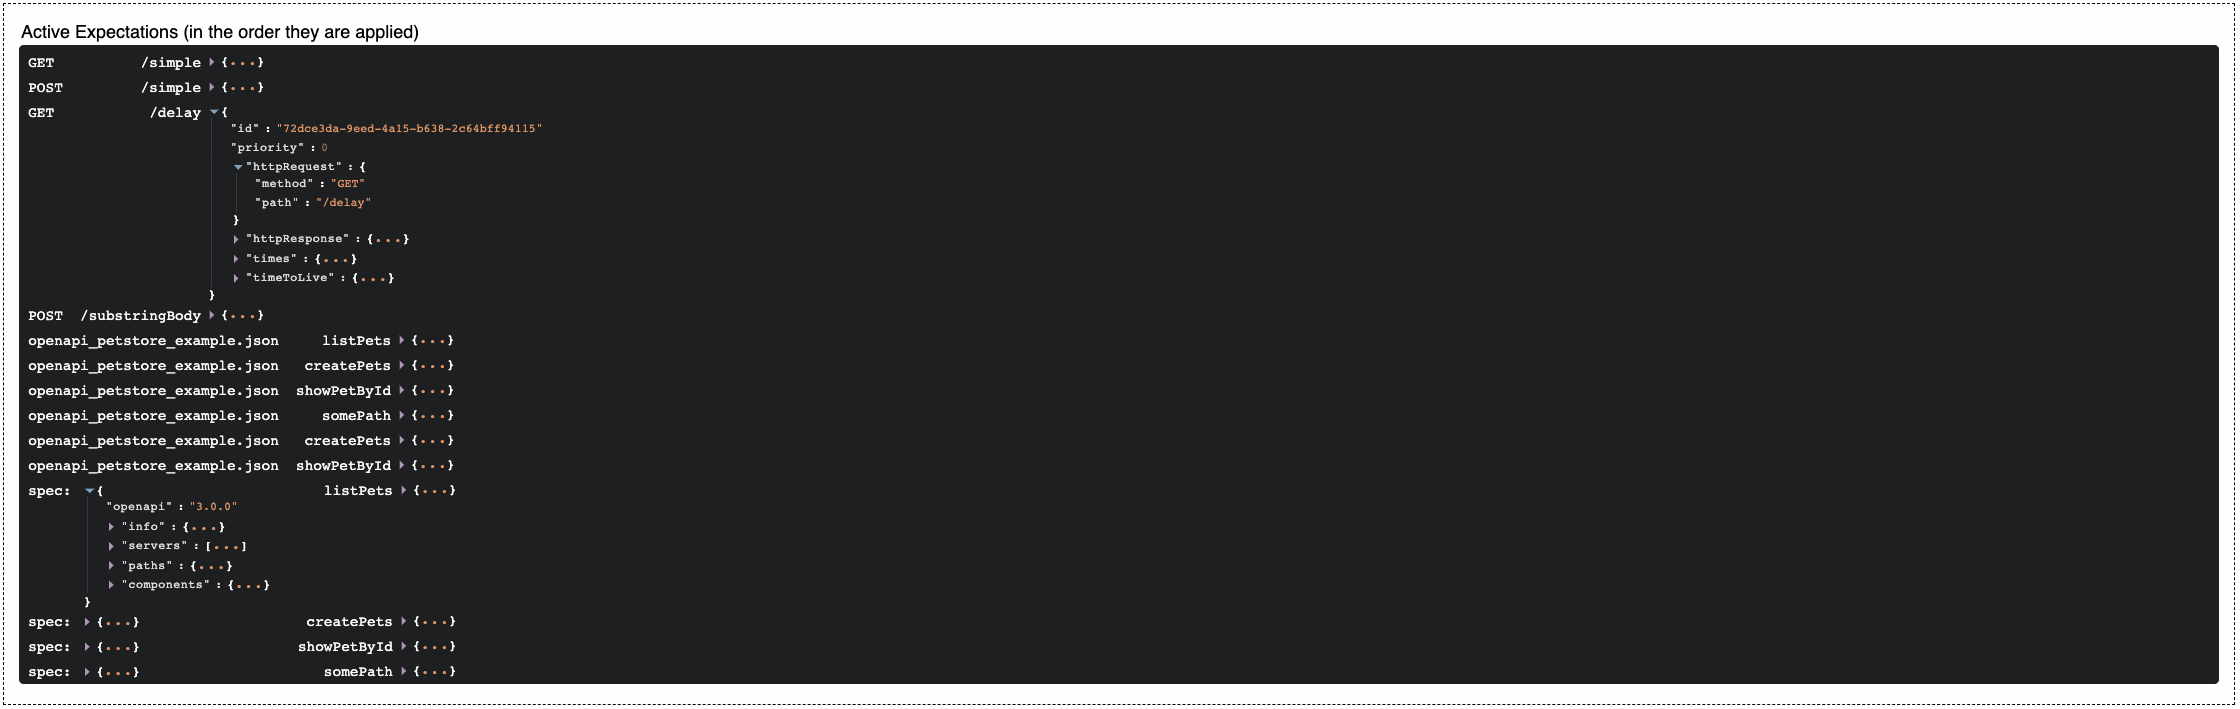 Active Expectations (in the order they are applied)
GET /simple {...}
POST /simple {...}
GET /delay {
"id" : "72dce3da-9eed-4a15-b638-2c64bff94115"
"priority" : 0
"httpRequest" : {
"method" : "GET"
"path" : "/delay"
}
"httpResponse" : {...}
"times" : {...}
"timeToLive" : {...}
}
POST /substringBody {...}
openapi_petstore_example.json listPets {...}
openapi_petstore_example.json createPets {...}
openapi_petstore_example.json showPetById {...}
openapi_petstore_example.json somePath {...}
openapi_petstore_example.json createPets {...}
openapi_petstore_example.json showPetById {...}
spec: { listPets {...}
"openapi" : "3.0.0"
"info" : {...}
"servers" : [...]
"paths" : {...}
"components" : {...}
}
spec: {...} createPets {...}
spec: {...} showPetById {...}
spec: {...} somePath {...}